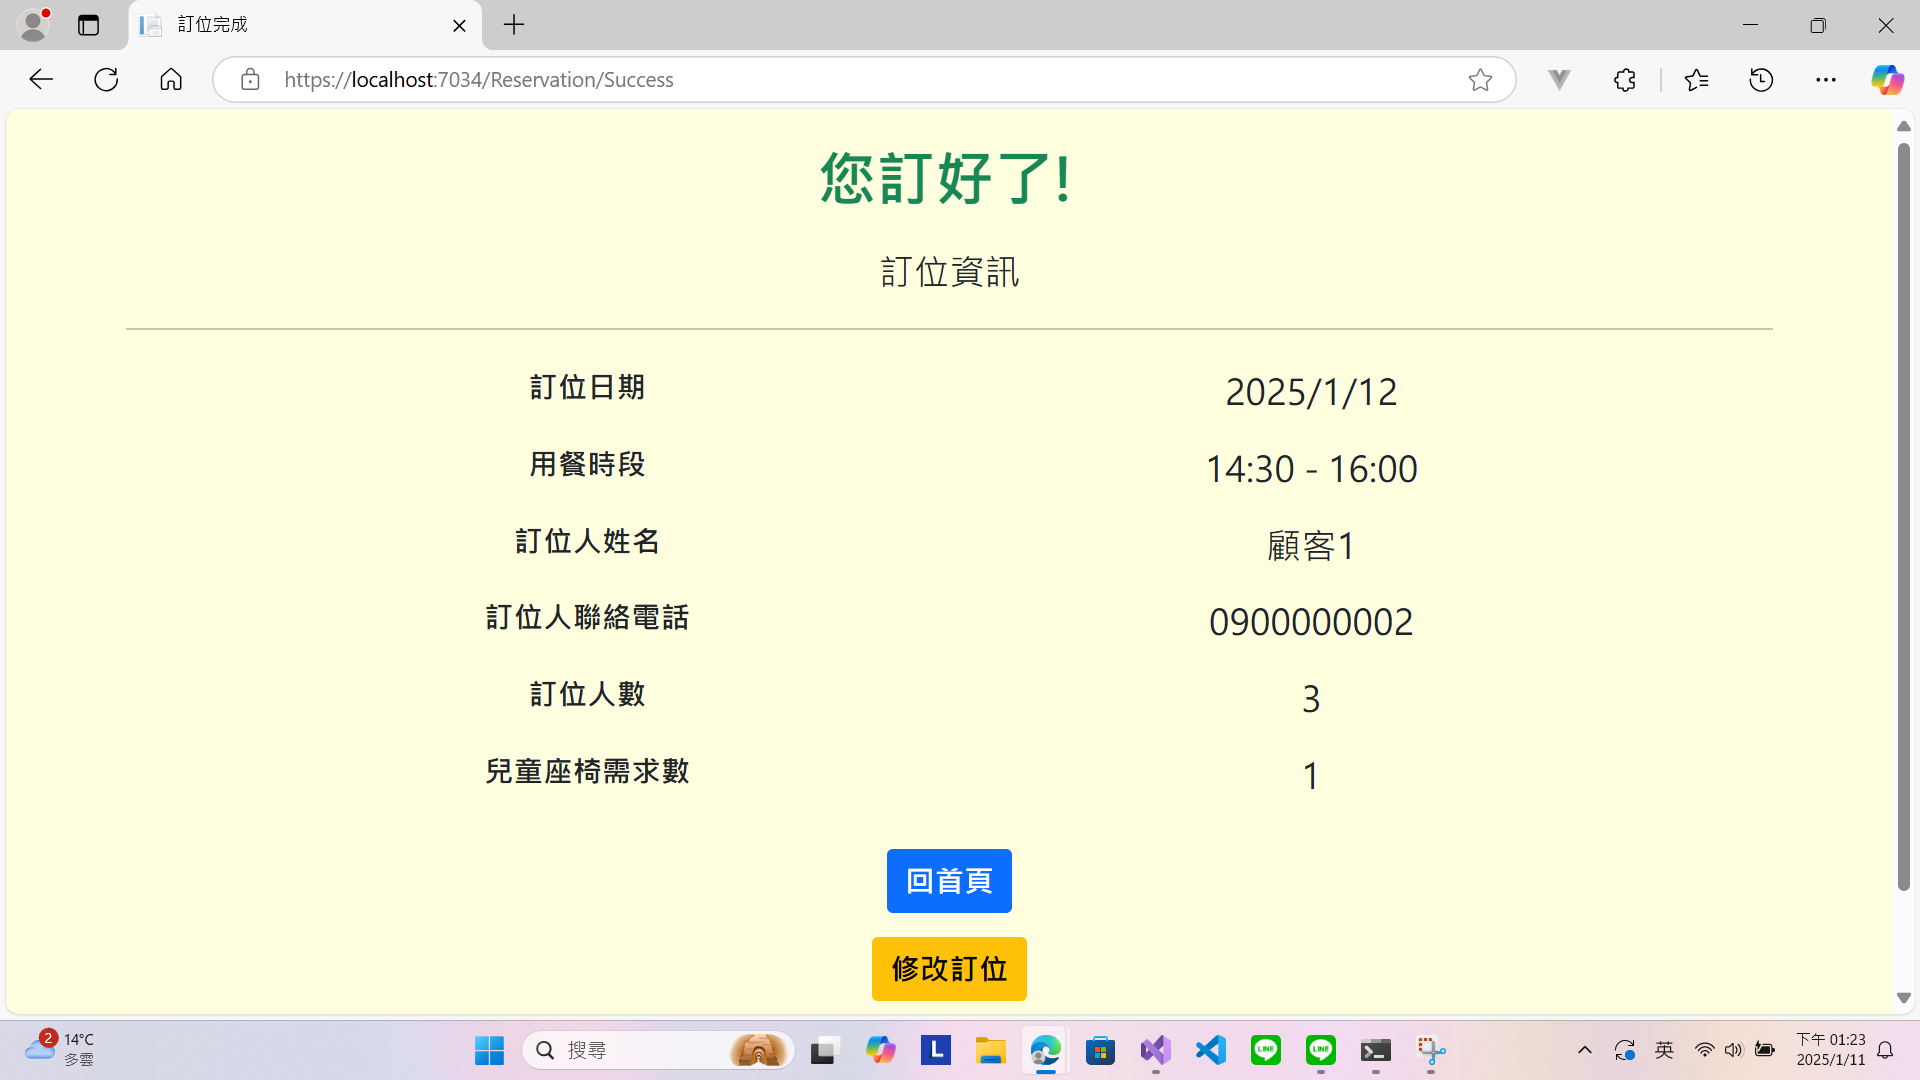 訂位完成
https://localhost:7034/Reservation/Success
您訂好了!
訂位資訊
訂位日期 2025/1/12
用餐時段 14:30 - 16:00
訂位人姓名 顧客1
訂位人聯絡電話 0900000002
訂位人數 3
兒童座椅需求數 1
回首頁
修改訂位
2 14°C
多雲
搜尋
L
LINE
LINE
英
下午 01:23
2025/1/11